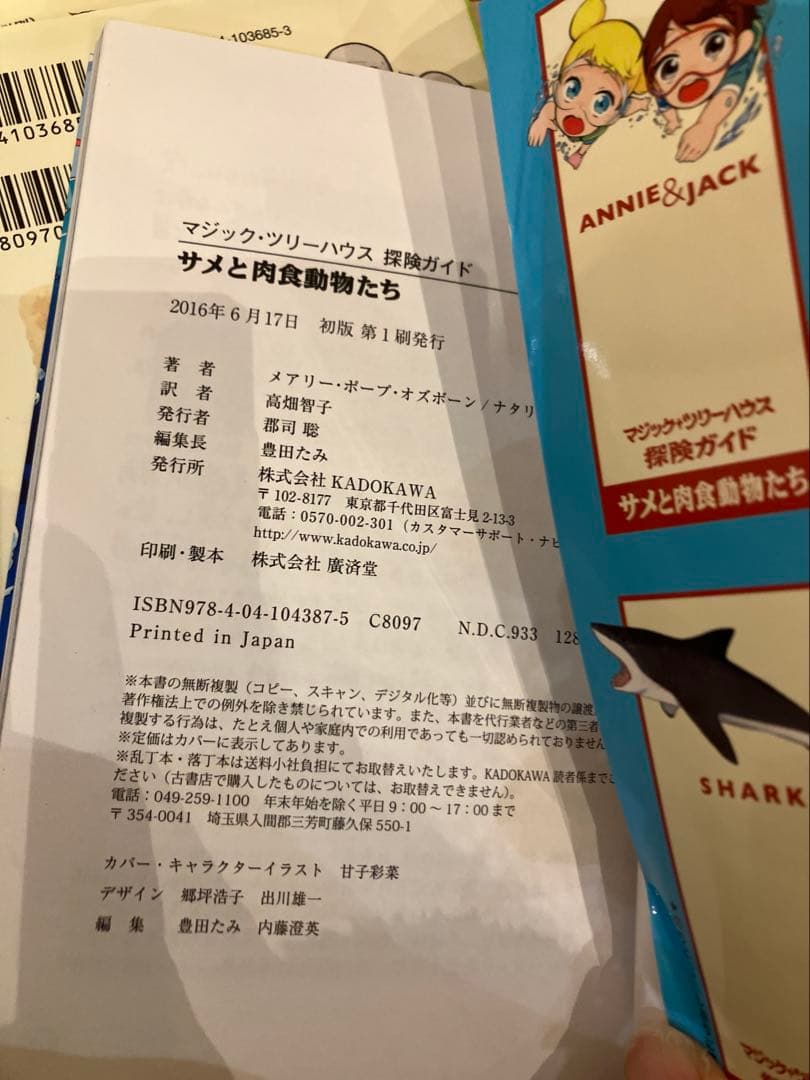 -103685-3
410368
80970
マジック・ツリーハウス 探険ガイド
サメと肉食動物たち
2016年6月17日 初版 第1刷発行
著 者 メアリー・ポープ・オズボーン/ナタリ
訳 者 高畑智子
発行者 郡司 聡
編集長 豊田たみ
発行所 株式会社 KADOKAWA
〒102-8177 東京都千代田区富士見 2-13-3
電話:0570-002-301(カスタマーサポート・ナビ
http://www.kadokawa.co.jp/
印刷・製本 株式会社 廣済堂
ISBN978-4-04-104387-5 C8097 N.D.C.933 128
Printed in Japan
※本書の無断複製(コピー、スキャン、デジタル化等)並びに無断複製物の譲渡
著作権法上での例外を除き禁じられています。また、本書を代行業者などの第三者
複製する行為は、たとえ個人や家庭内での利用であっても一切認められておりません
※定価はカバーに表示してあります。
※乱丁本・落丁本は送料小社負担にてお取替えいたします。KADOKAWA 読者係までご
ださい(古書店で購入したものについては、お取替えできません)。
電話:049-259-1100 年末年始を除く平日 9:00 〜 17:00 まで
〒354-0041 埼玉県入間郡三芳町藤久保 550-1
カバー・キャラクターイラスト 甘子彩菜
デザイン 郷坪浩子 出川雄一
編 集 豊田たみ 内藤澄英
ANNIE&JACK
マジック・ツリーハウス
探険ガイド
サメと肉食動物たち
SHARK
マジック・ツリーハウス